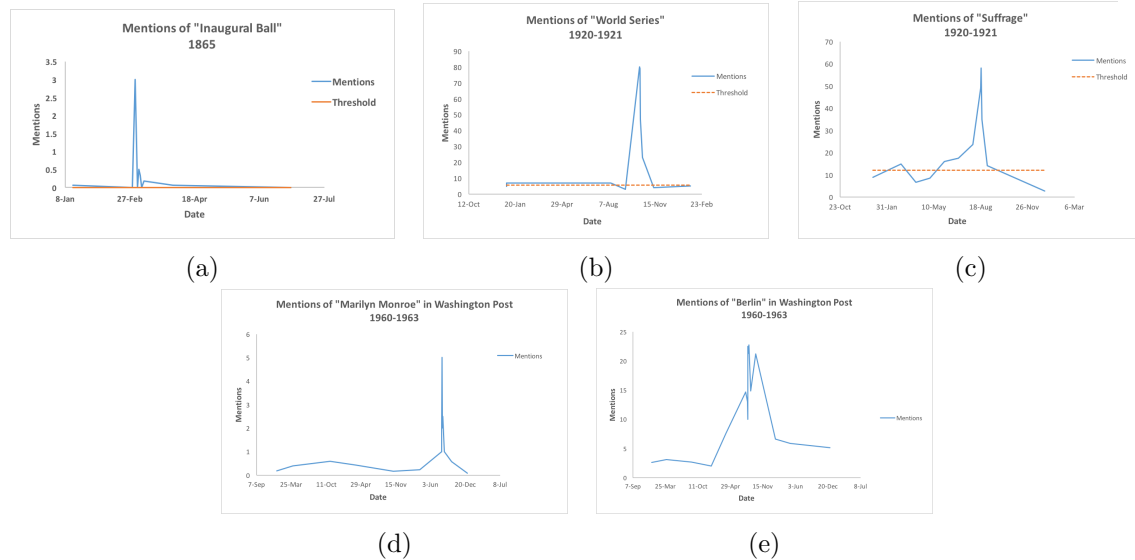 Mentions of "Inaugural Ball"
1865
3.5
3
2.5
2
1.5
1
0.5
0
Mentions
8-Jan 27-Feb 18-Apr 7-Jun 27-Jul
Date
Mentions
Threshold
(a)
Mentions of "World Series"
1920-1921
90
80
70
60
50
40
30
20
10
0
Mentions
12-Oct 20-Jan 29-Apr 7-Aug 15-Nov 23-Feb
Date
Mentions
Threshold
(b)
Mentions of "Suffrage"
1920-1921
70
60
50
40
30
20
10
0
Mentions
23-Oct 31-Jan 10-May 18-Aug 26-Nov 6-Mar
Date
Mentions
Threshold
(c)
Mentions of "Marilyn Monroe" in Washington Post
1960-1963
6
5
4
3
2
1
0
Mentions
7-Sep 25-Mar 11-Oct 29-Apr 15-Nov 3-Jun 20-Dec 8-Jul
Date
Mentions
(d)
Mentions of "Berlin" in Washington Post
1960-1963
25
20
15
10
5
0
Mentions
7-Sep 25-Mar 11-Oct 29-Apr 15-Nov 3-Jun 20-Dec 8-Jul
Date
Mentions
(e)